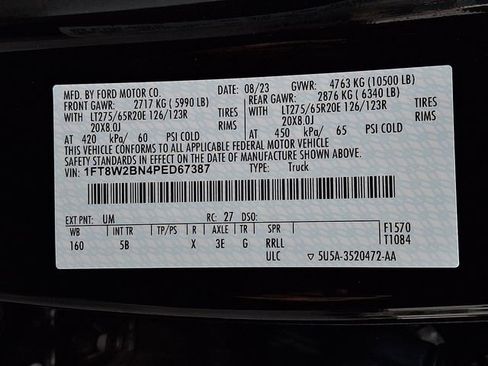 MFD. BY FORD MOTOR CO. DATE: 08/23 GVWR: 4763 KG (10500 LB)
FRONT GAWR: 2717 KG ( 5990 LB) REAR GAWR: 2876 KG ( 6340 LB)
WITH LT275/65R20E 126/123R TIRES WITH LT275/65R20E 126/123R TIRES
20X8.0J RIMS 20X8.0J RIMS
AT 420 kPa/ 60 PSI COLD AT 450 kPa/ 65 PSI COLD
THIS VEHICLE CONFORMS TO ALL APPLICABLE FEDERAL MOTOR VEHICLE
SAFETY STANDARDS IN EFFECT ON THE DATE OF MANUFACTURE SHOWN ABOVE.
VIN: 1FT8W2BN4PED67387 TYPE: Truck
EXT PNT: UM RC: 27 DSO: F1570
WB INT TR TP/PS R AXLE TR SPR T1084
160 5B X 3E G RRLL
ULC ▽5U5A-3520472-AA